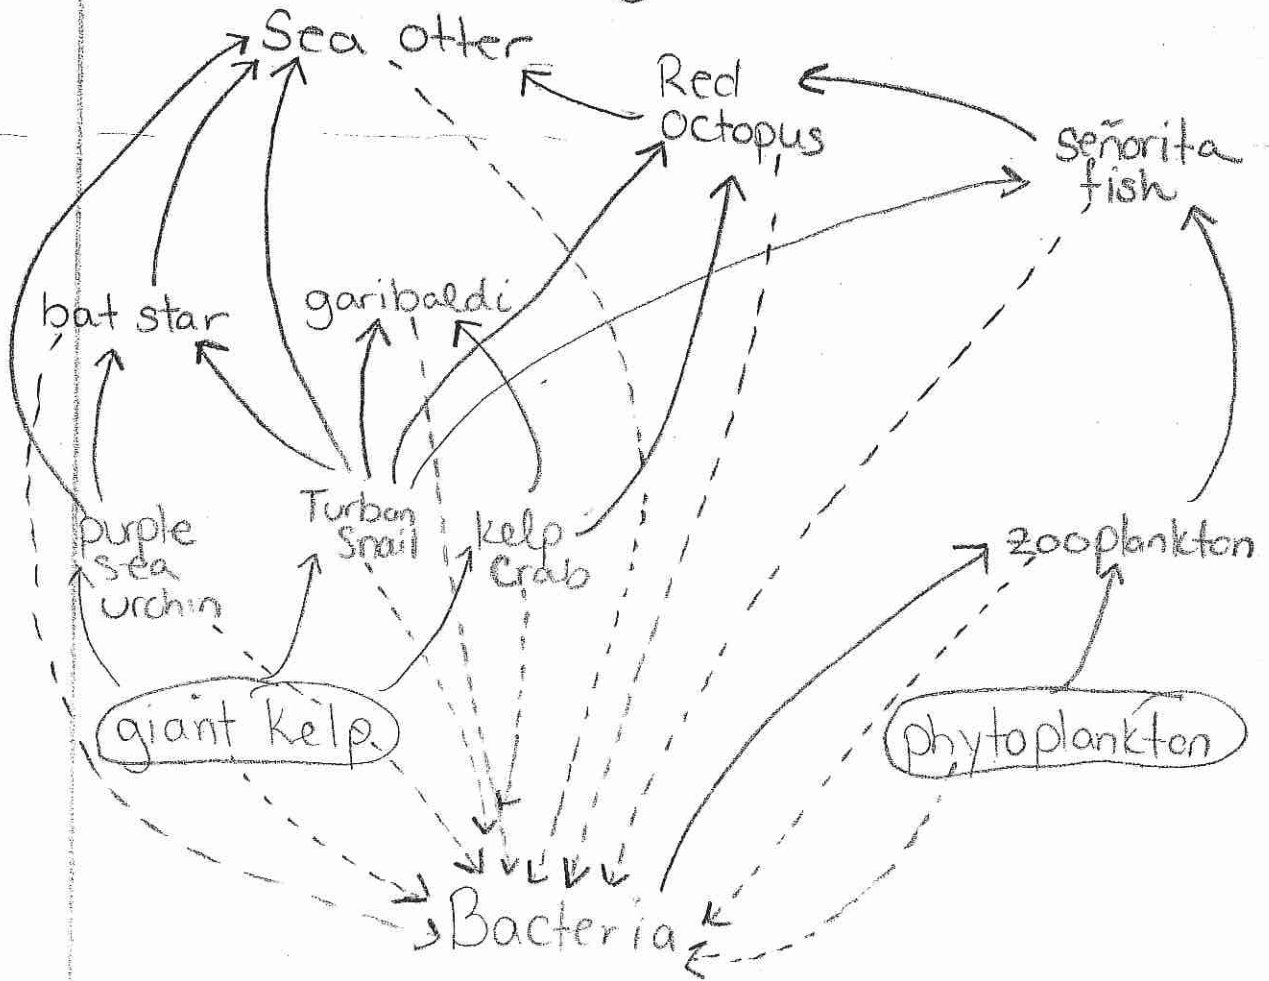 Sea Otter
Red
Octopus
señorita
fish
bat star
garibaldi
purple
sea
urchin
Turban
Snail
kelp
crab
zooplankton
giant kelp
phytoplankton
Bacteria